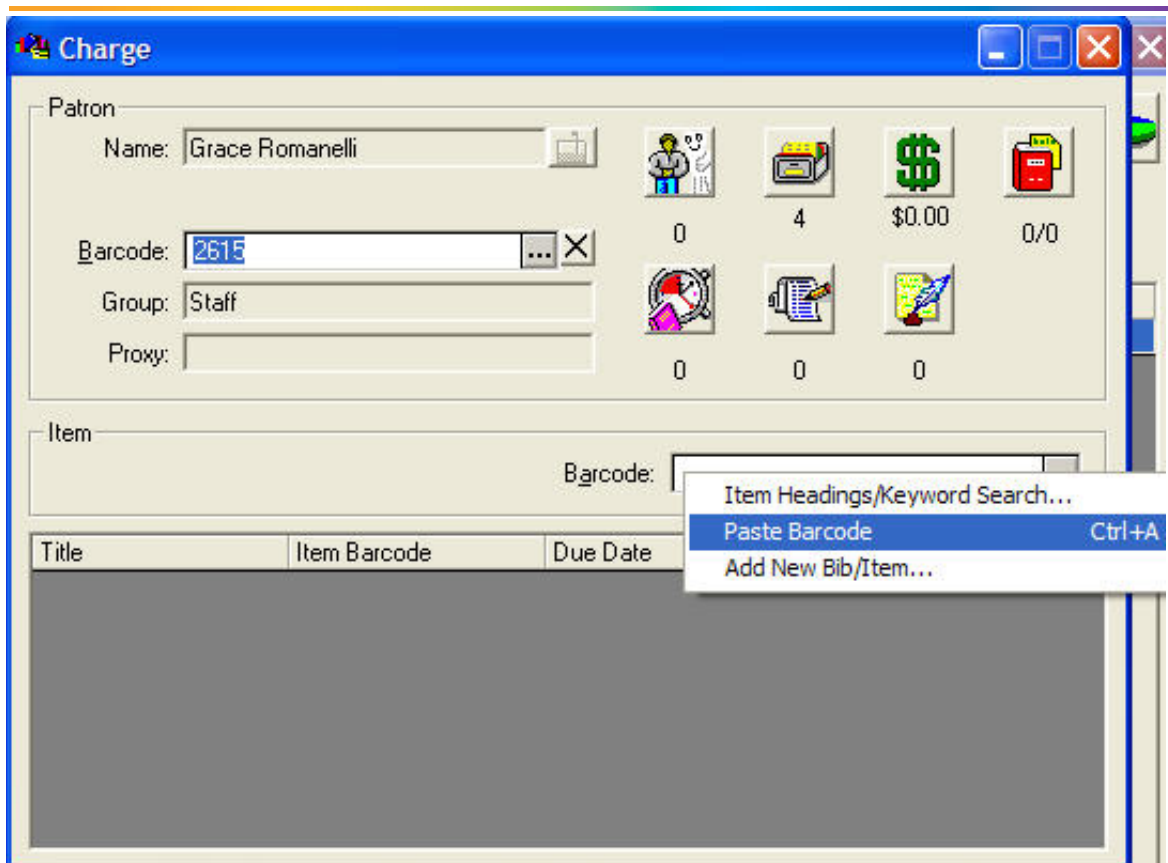 Charge
Patron
Name: Grace Romanelli
0 4 $0.00 0/0
Barcode: 2615 ...
Group: Staff
Proxy:
0 0 0
Item
Barcode:
Item Headings/Keyword Search...
Paste Barcode Ctrl+A
Add New Bib/Item...
Title Item Barcode Due Date